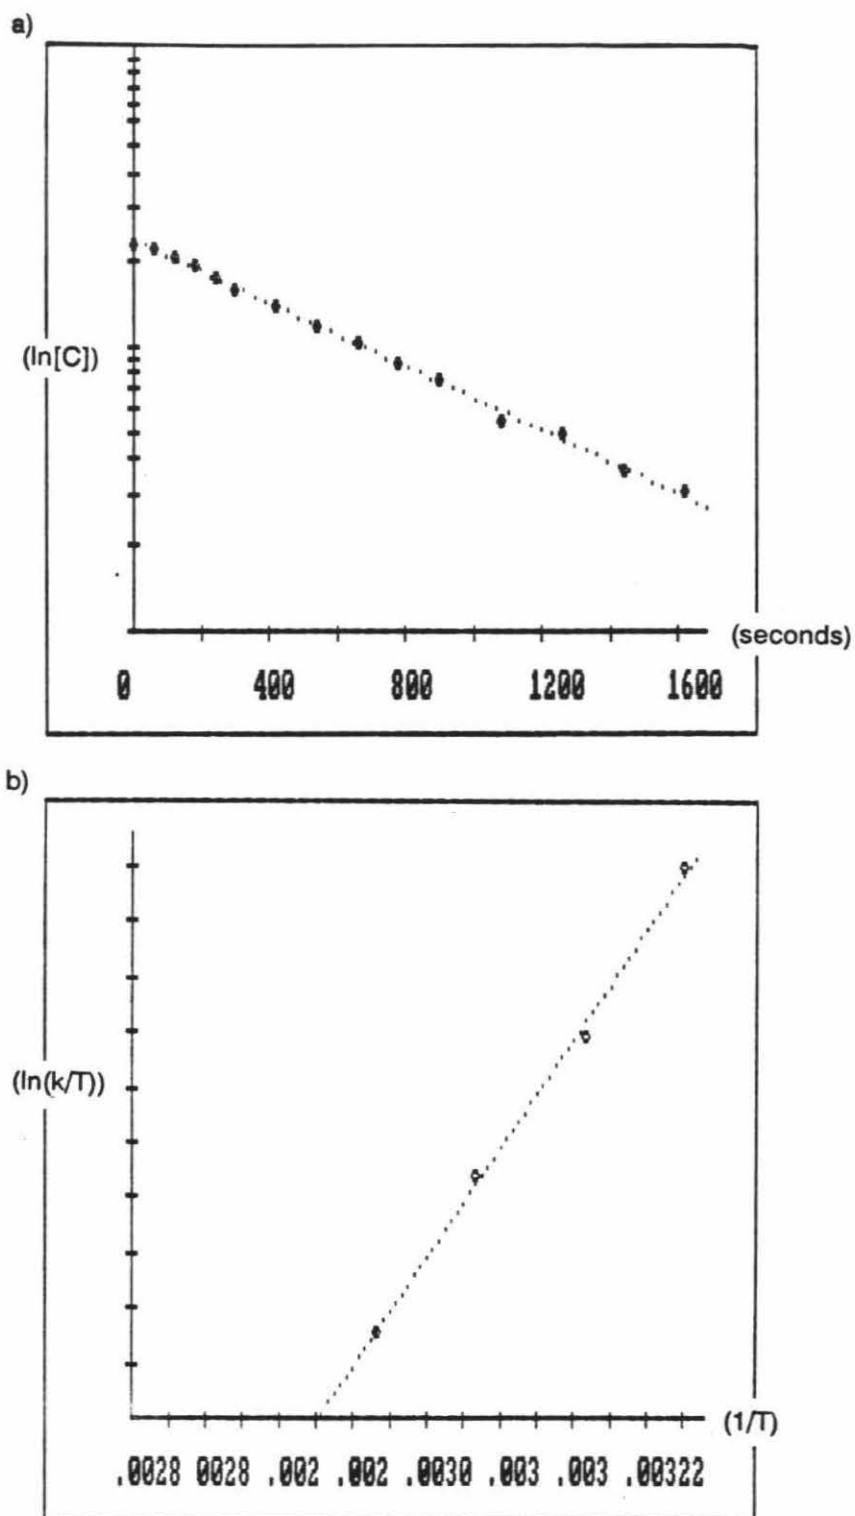 a)
(ln[C])
(seconds)
0 400 800 1200 1600
b)
(ln(k/T))
(1/T)
.0028 0028 .002 .002 .0030 .003 .003 .00322